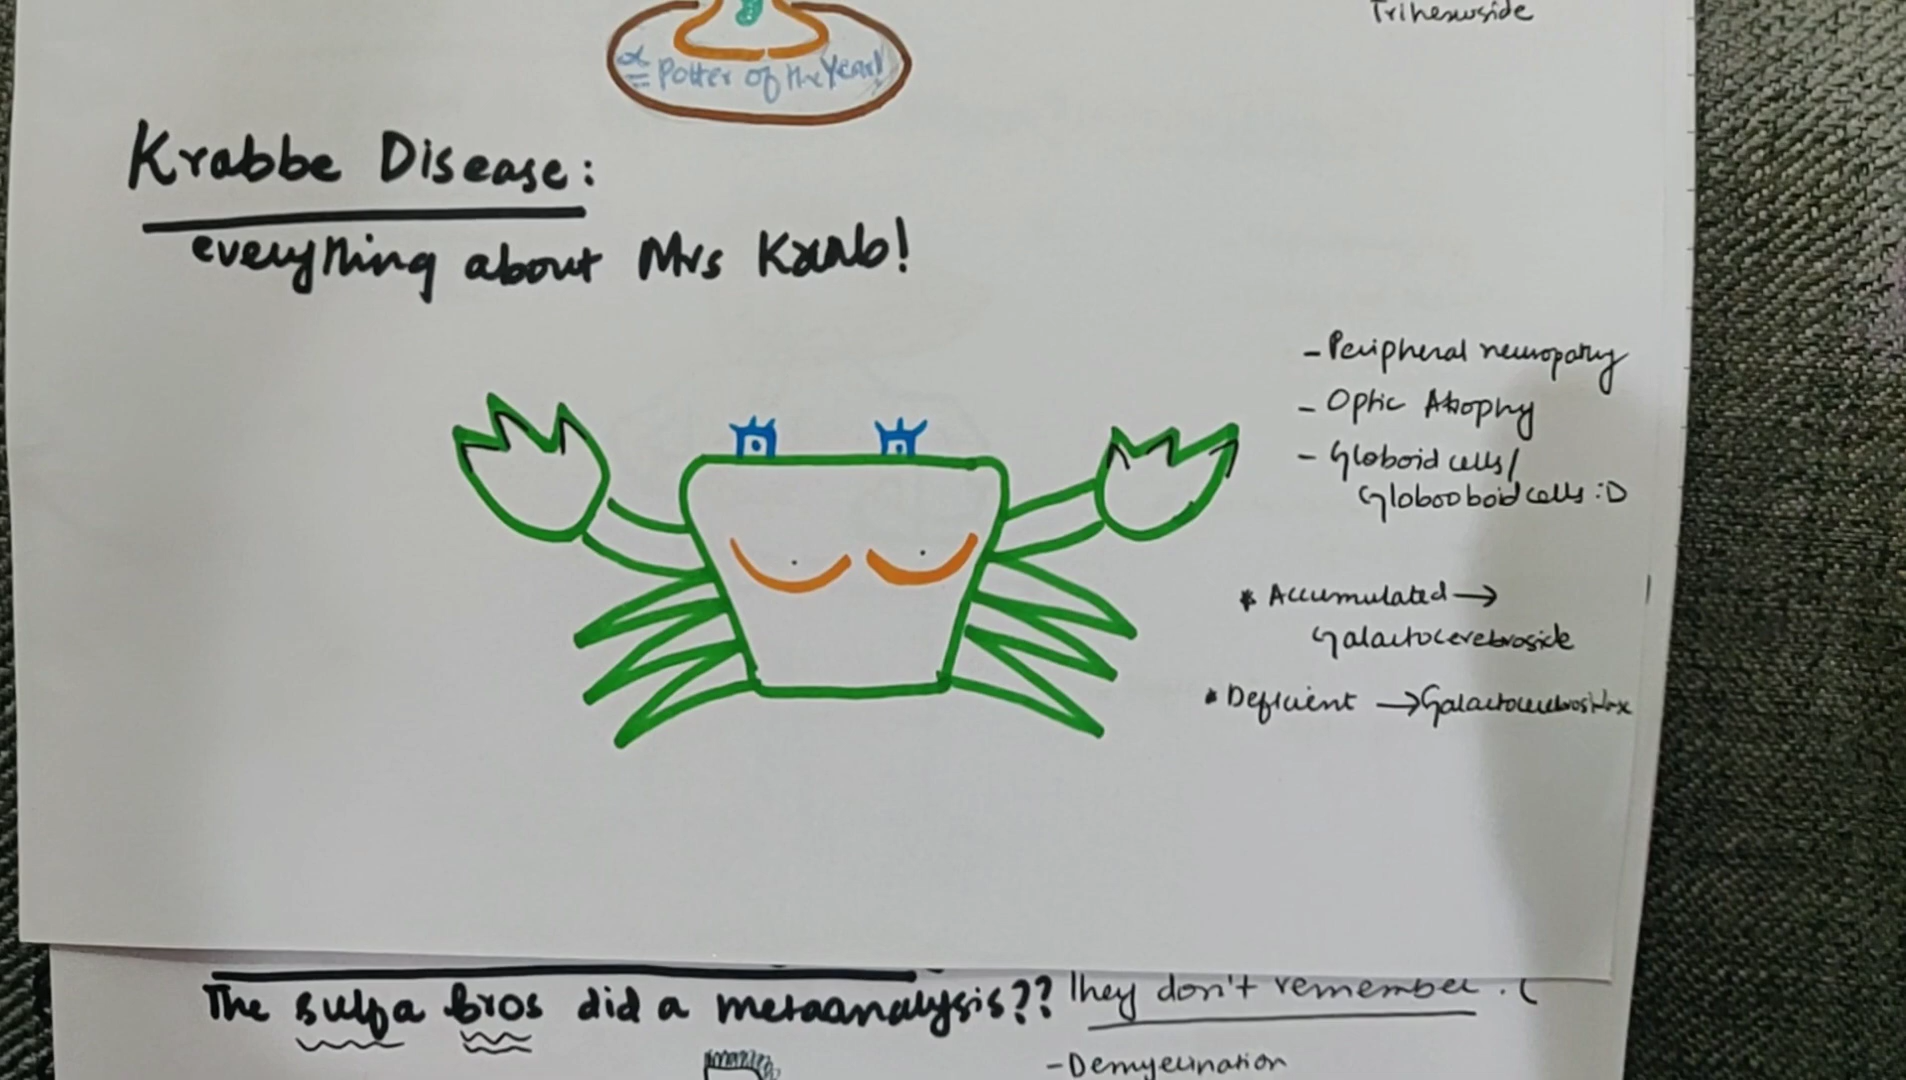 Trihexoside
α = Potter of the Year!
Krabbe Disease:
everything about Mrs Krab!
- Peripheral neuropathy
- Optic Atrophy
- Globoid cells/
Globooboid cells :D
* Accumulated →
Galactocerebroside
* Deficient → Galactocerebrosidase
The sulfa bros did a metaanalysis?? They don't remember :(
- Demyelination